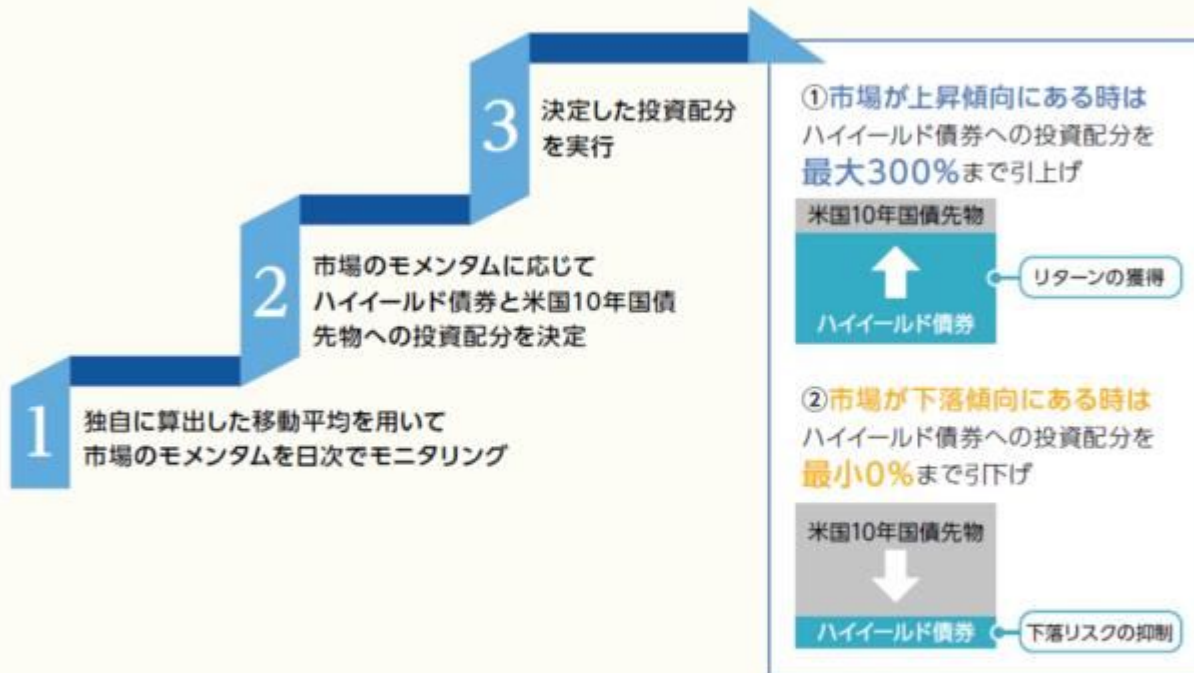 3
決定した投資配分
を実行
2
市場のモメンタムに応じて
ハイイールド債券と米国10年国債
先物への投資配分を決定
1
独自に算出した移動平均を用いて
市場のモメンタムを日次でモニタリング
①市場が上昇傾向にある時は
ハイイールド債券への投資配分を
最大300%まで引上げ
米国10年国債先物
ハイイールド債券
リターンの獲得
②市場が下落傾向にある時は
ハイイールド債券への投資配分を
最小0%まで引下げ
米国10年国債先物
ハイイールド債券
下落リスクの抑制